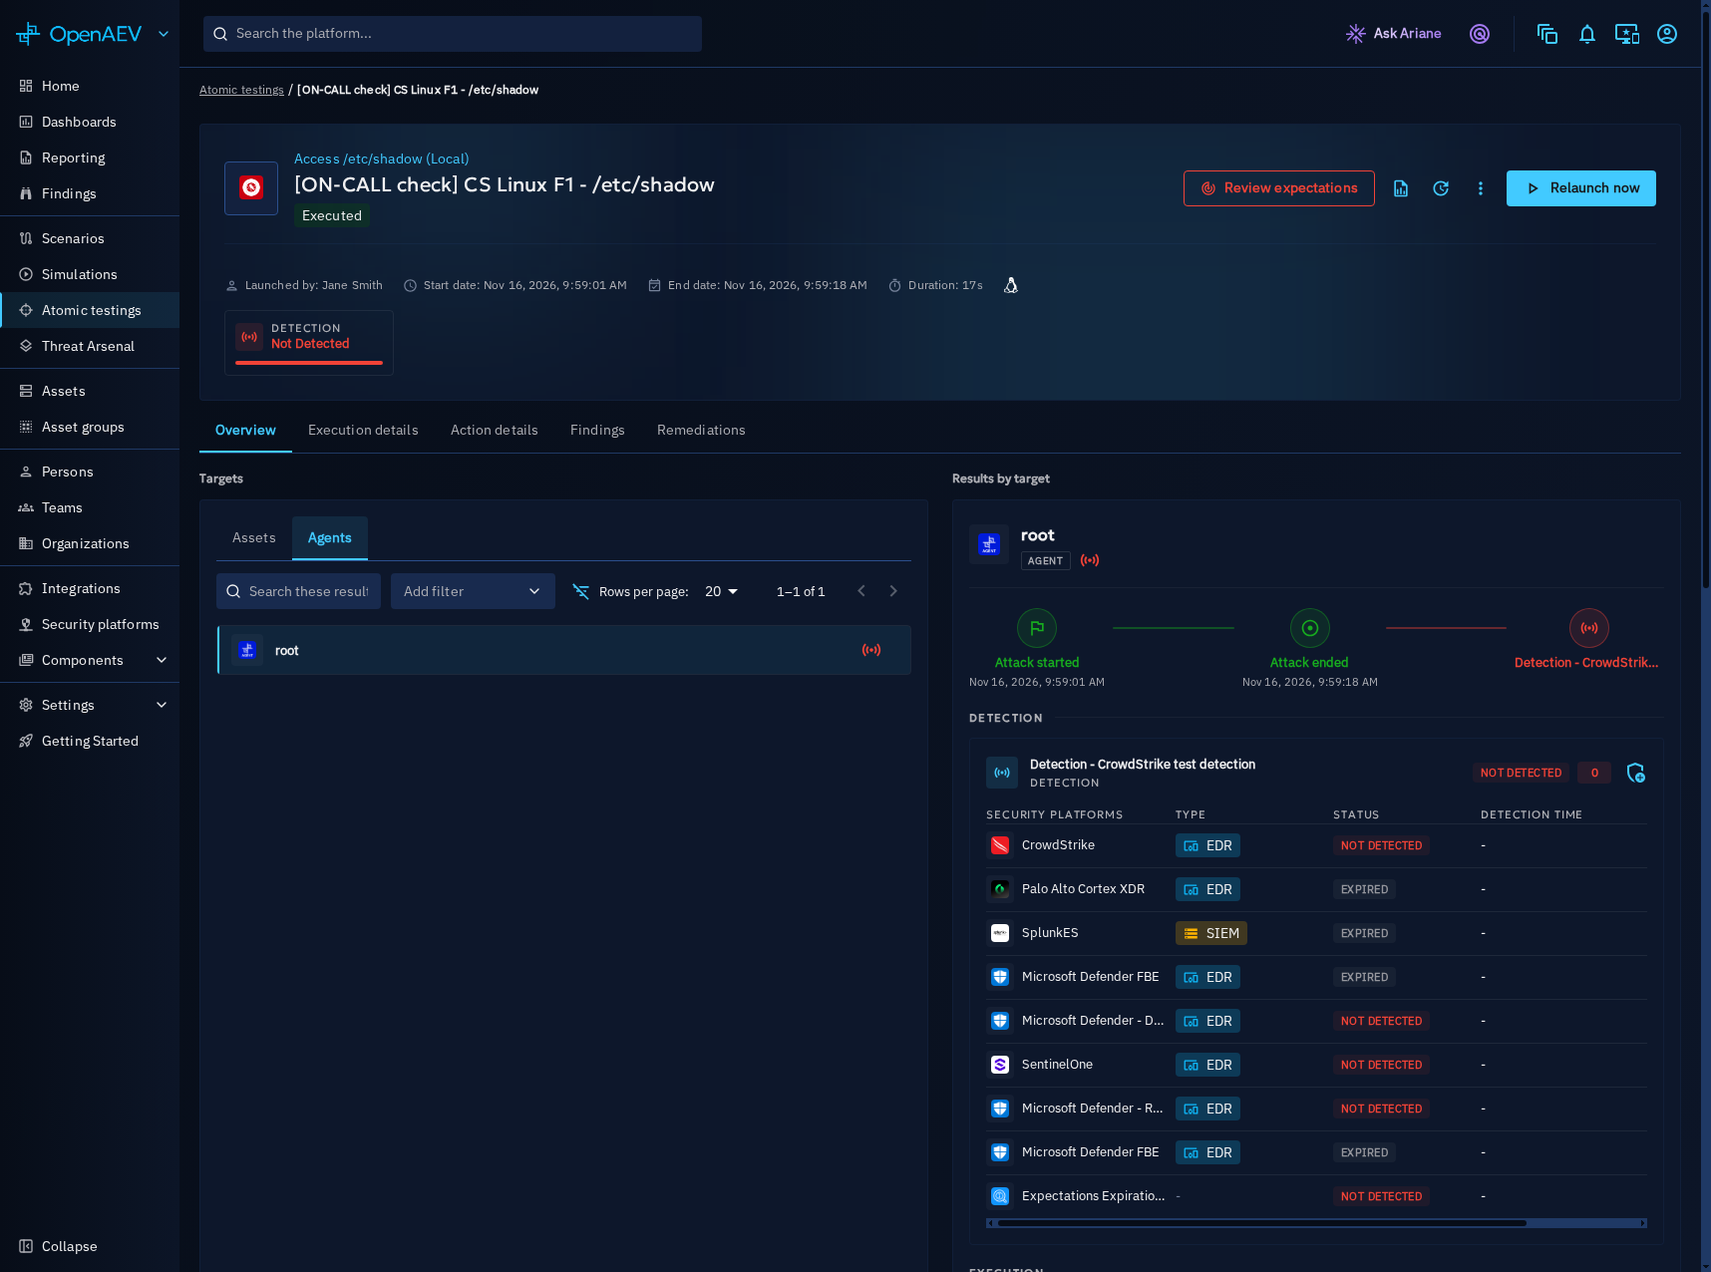 OpenAEV
Search the platform...
Ask Ariane
Home
Dashboards
Reporting
Findings
Scenarios
Simulations
Atomic testings
Threat Arsenal
Assets
Asset groups
Persons
Teams
Organizations
Integrations
Security platforms
Components
Settings
Getting Started
Collapse
Atomic testings / [ON-CALL check] CS Linux F1 - /etc/shadow
Access /etc/shadow (Local)
[ON-CALL check] CS Linux F1 - /etc/shadow
Executed
Review expectations
Relaunch now
Launched by: Jane Smith
Start date: Nov 16, 2026, 9:59:01 AM
End date: Nov 16, 2026, 9:59:18 AM
Duration: 17s
DETECTION
Not Detected
Overview
Execution details
Action details
Findings
Remediations
Targets
Assets
Agents
Search these result
Add filter
Rows per page:
20
1–1 of 1
AGENT
root
Results by target
AGENT
root
AGENT
Attack started
Nov 16, 2026, 9:59:01 AM
Attack ended
Nov 16, 2026, 9:59:18 AM
Detection - CrowdStrik...
DETECTION
Detection - CrowdStrike test detection
DETECTION
NOT DETECTED
0
SECURITY PLATFORMS TYPE STATUS DETECTION TIME
CrowdStrike EDR NOT DETECTED -
Palo Alto Cortex XDR EDR EXPIRED -
SplunkES SIEM EXPIRED -
Microsoft Defender FBE EDR EXPIRED -
Microsoft Defender - D... EDR NOT DETECTED -
SentinelOne EDR NOT DETECTED -
Microsoft Defender - R... EDR NOT DETECTED -
Microsoft Defender FBE EDR EXPIRED -
Expectations Expiratio... - NOT DETECTED -
EXECUTION